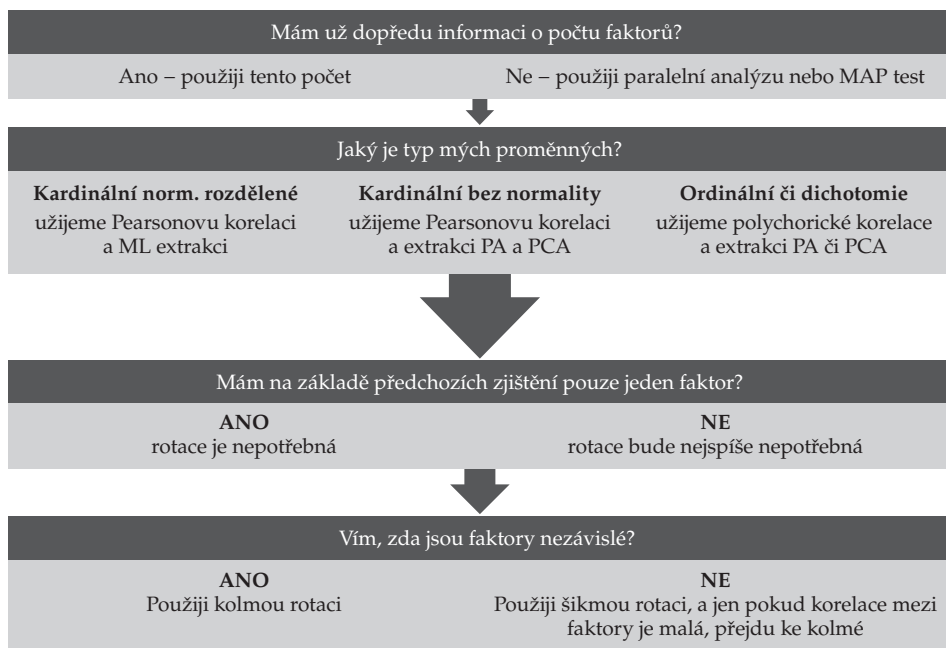 Mám už dopředu informaci o počtu faktorů?
Ano – použiji tento počet
Ne – použiji paralelní analýzu nebo MAP test
Jaký je typ mých proměnných?
Kardinální norm. rozdělené
užijeme Pearsonovu korelaci
a ML extrakci
Kardinální bez normality
užijeme Pearsonovu korelaci
a extrakci PA a PCA
Ordinální či dichotomie
užijeme polychorické korelace
a extrakci PA či PCA
Mám na základě předchozích zjištění pouze jeden faktor?
ANO
rotace je nepotřebná
NE
rotace bude nejspíše nepotřebná
Vím, zda jsou faktory nezávislé?
ANO
Použiji kolmou rotaci
NE
Použiji šikmou rotaci, a jen pokud korelace mezi
faktory je malá, přejdu ke kolmé